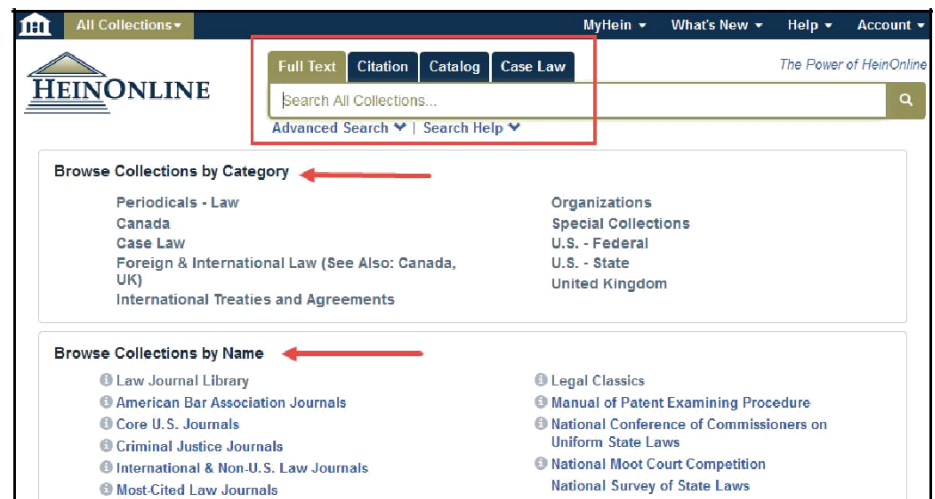 All Collections
MyHein What's New Help Account
HEINONLINE
Full Text Citation Catalog Case Law
The Power of HeinOnline
Search All Collections...
Advanced Search | Search Help
Browse Collections by Category
Periodicals - Law
Canada
Case Law
Foreign & International Law (See Also: Canada,
UK)
International Treaties and Agreements
Organizations
Special Collections
U.S. - Federal
U.S. - State
United Kingdom
Browse Collections by Name
Law Journal Library
American Bar Association Journals
Core U.S. Journals
Criminal Justice Journals
International & Non-U.S. Law Journals
Most-Cited Law Journals
Legal Classics
Manual of Patent Examining Procedure
National Conference of Commissioners on
Uniform State Laws
National Moot Court Competition
National Survey of State Laws